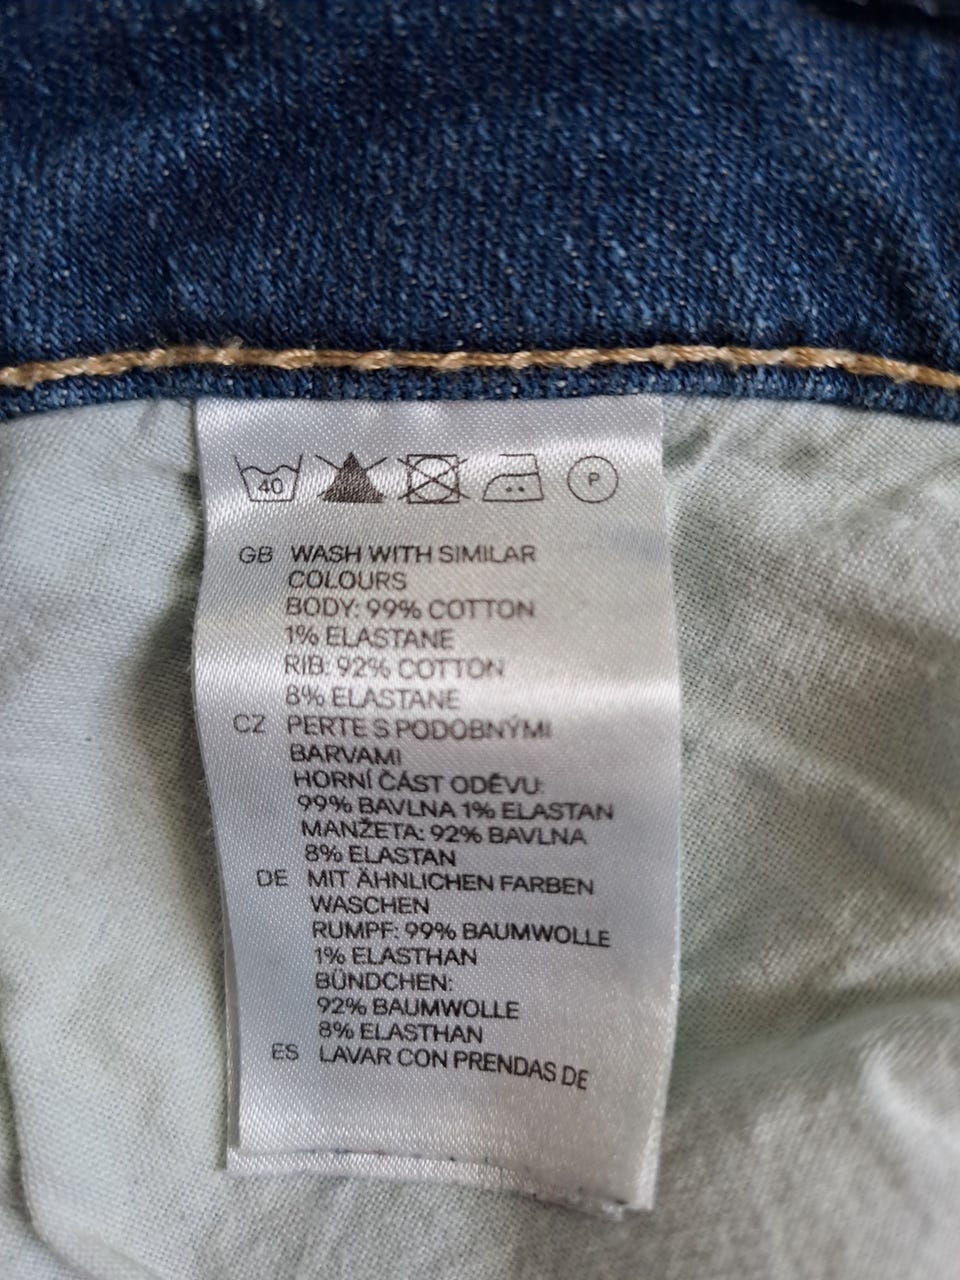 40 P
GB WASH WITH SIMILAR
COLOURS
BODY: 99% COTTON
1% ELASTANE
RIB: 92% COTTON
8% ELASTANE
CZ PERTE S PODOBNÝMI
BARVAMI
HORNÍ ČÁST ODĚVU:
99% BAVLNA 1% ELASTAN
MANŽETA: 92% BAVLNA
8% ELASTAN
DE MIT ÄHNLICHEN FARBEN
WASCHEN
RUMPF: 99% BAUMWOLLE
1% ELASTHAN
BÜNDCHEN:
92% BAUMWOLLE
8% ELASTHAN
ES LAVAR CON PRENDAS DE